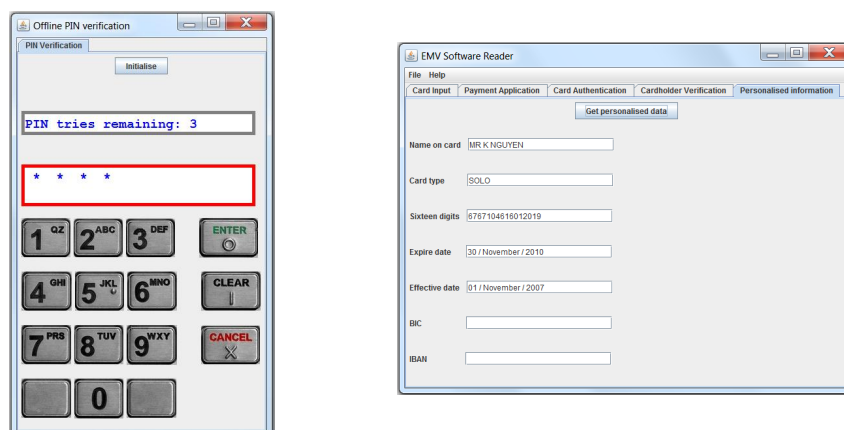 Offline PIN verification
PIN Verification
Initialise
PIN tries remaining: 3
* * * *
1 QZ 2 ABC 3 DEF ENTER
4 GHI 5 JKL 6 MNO CLEAR
7 PRS 8 TUV 9 WXY CANCEL
0
EMV Software Reader
File Help
Card Input Payment Application Card Authentication Cardholder Verification Personalised information
Get personalised data
Name on card MR K NGUYEN
Card type SOLO
Sixteen digits 6767104616012019
Expire date 30 / November / 2010
Effective date 01 / November / 2007
BIC
IBAN